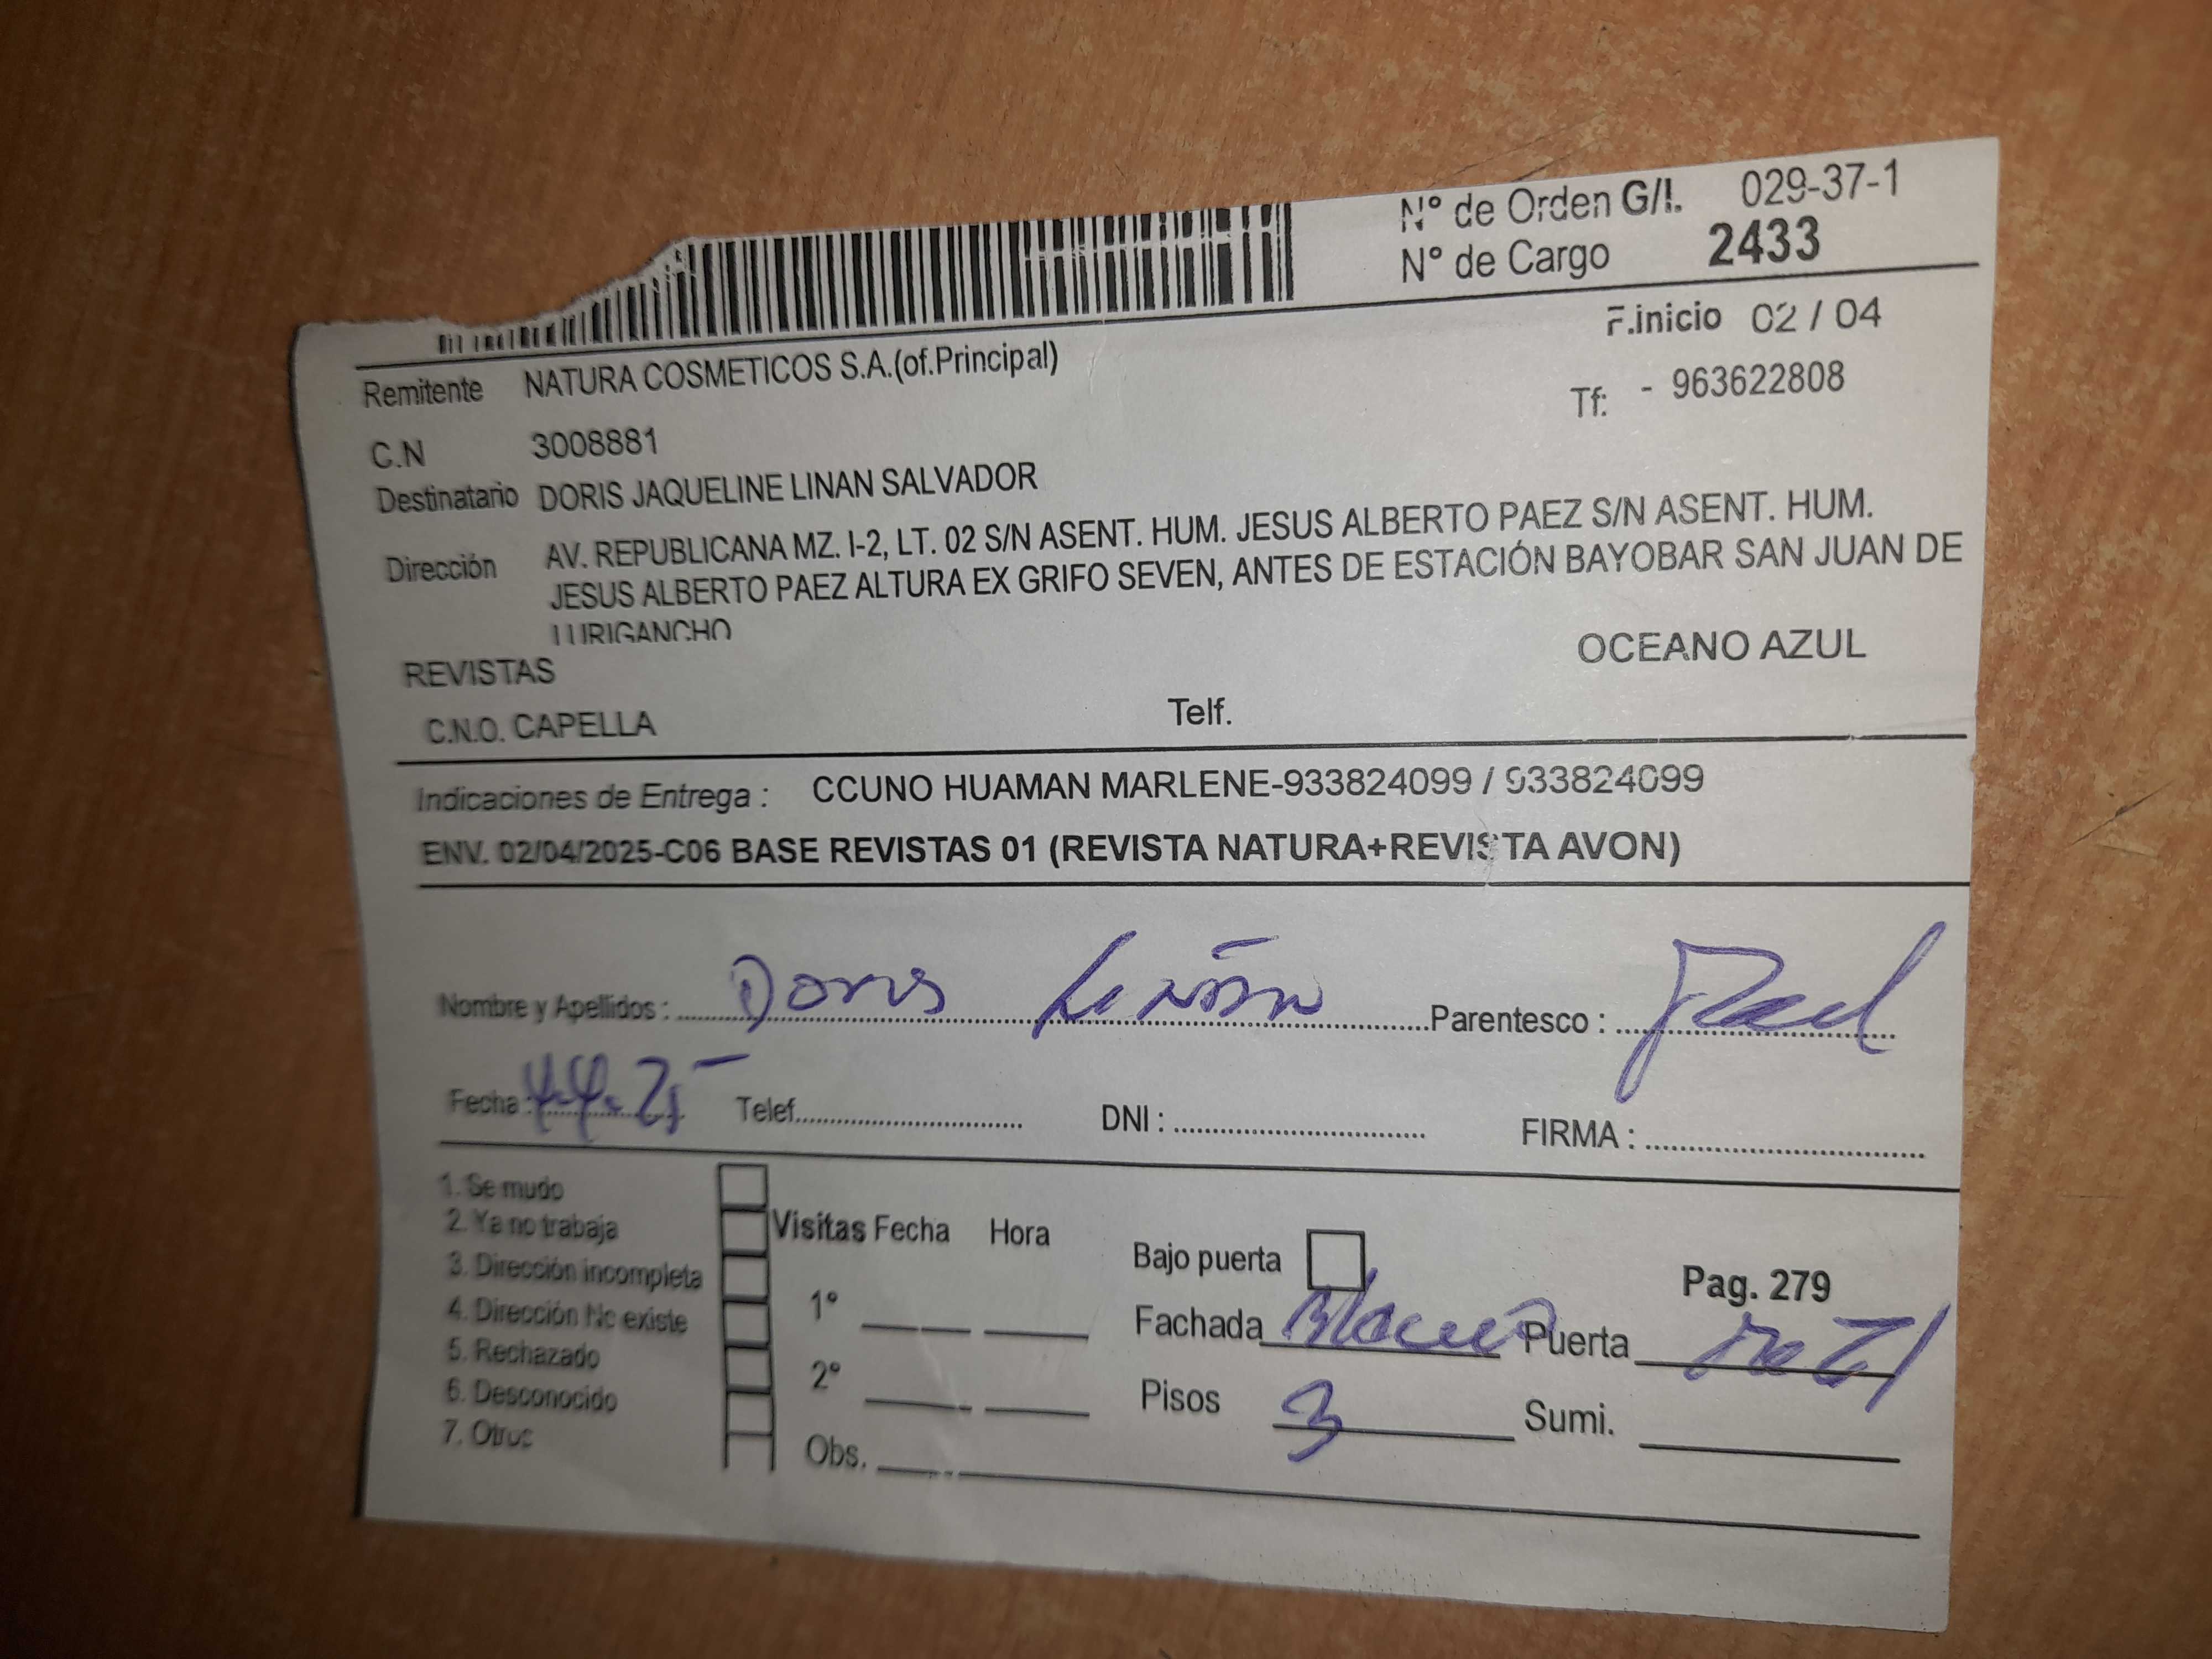 N° de Orden G/I. 029-37-1
N° de Cargo 2433
F.inicio 02 / 04
Remitente NATURA COSMETICOS S.A.(of.Principal)
Tf: - 963622808
C.N 3008881
Destinatario DORIS JAQUELINE LINAN SALVADOR
Dirección AV. REPUBLICANA MZ. I-2, LT. 02 S/N ASENT. HUM. JESUS ALBERTO PAEZ S/N ASENT. HUM.
JESUS ALBERTO PAEZ ALTURA EX GRIFO SEVEN, ANTES DE ESTACIÓN BAYOBAR SAN JUAN DE
LURIGANCHO
REVISTAS OCEANO AZUL
C.N.O. CAPELLA Telf.
Indicaciones de Entrega : CCUNO HUAMAN MARLENE-933824099 / 933824099
ENV. 02/04/2025-C06 BASE REVISTAS 01 (REVISTA NATURA+REVISTA AVON)
Nombre y Apellidos : Doris Liñán Parentesco :
Fecha : 4.4.25 Telef. DNI : FIRMA :
1. Se mudo
2. Ya no trabaja
3. Dirección incompleta
4. Dirección No existe
5. Rechazado
6. Desconocido
7. Otros
Visitas Fecha Hora
1°
2°
Obs.
Bajo puerta Pag. 279
Fachada Blanco Puerta
Pisos 3 Sumi.